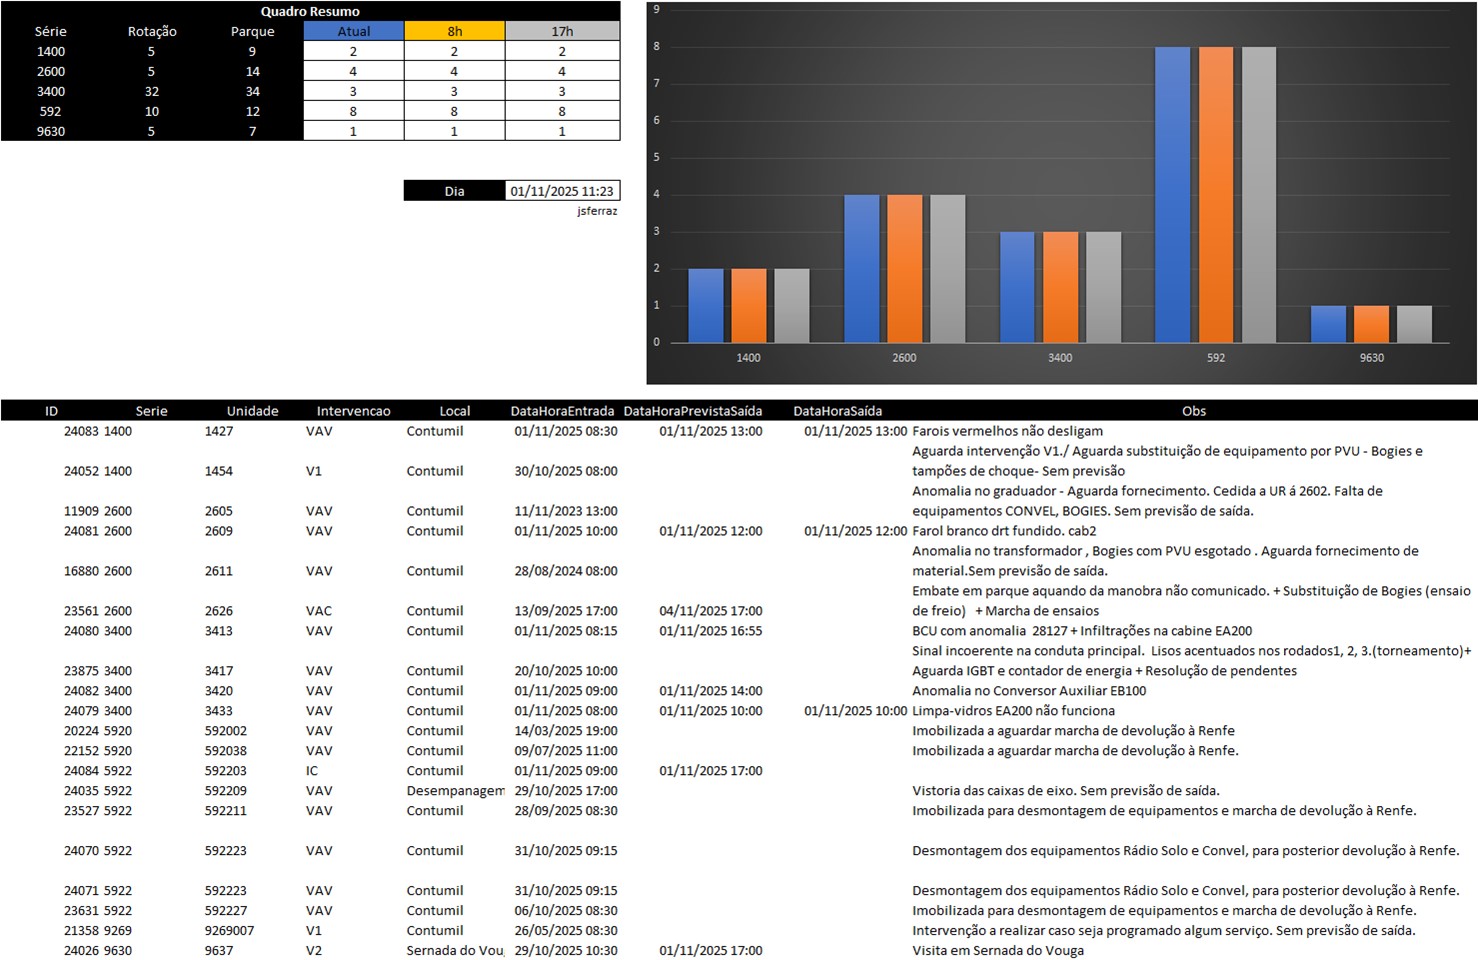 Quadro Resumo
Série Rotação Parque Atual 8h 17h
1400 5 9 2 2 2
2600 5 14 4 4 4
3400 32 34 3 3 3
592 10 12 8 8 8
9630 5 7 1 1 1
Dia 01/11/2025 11:23
jsferraz
9
8
7
6
5
4
3
2
1
0
1400 2600 3400 592 9630
ID Serie Unidade Intervencao Local DataHoraEntrada DataHoraPrevistaSaída DataHoraSaída Obs
24083 1400 1427 VAV Contumil 01/11/2025 08:30 01/11/2025 13:00 01/11/2025 13:00 Farois vermelhos não desligam
Aguarda intervenção V1./ Aguarda substituição de equipamento por PVU - Bogies e
24052 1400 1454 V1 Contumil 30/10/2025 08:00 tampões de choque- Sem previsão
Anomalia no graduador - Aguarda fornecimento. Cedida a UR á 2602. Falta de
11909 2600 2605 VAV Contumil 11/11/2023 13:00 equipamentos CONVEL, BOGIES. Sem previsão de saída.
24081 2600 2609 VAV Contumil 01/11/2025 10:00 01/11/2025 12:00 01/11/2025 12:00 Farol branco drt fundido. cab2
Anomalia no transformador , Bogies com PVU esgotado . Aguarda fornecimento de
16880 2600 2611 VAV Contumil 28/08/2024 08:00 material.Sem previsão de saída.
Embate em parque aquando da manobra não comunicado. + Substituição de Bogies (ensaio
23561 2600 2626 VAC Contumil 13/09/2025 17:00 04/11/2025 17:00 de freio) + Marcha de ensaios
24080 3400 3413 VAV Contumil 01/11/2025 08:15 01/11/2025 16:55 BCU com anomalia 28127 + Infiltrações na cabine EA200
Sinal incoerente na conduta principal. Lisos acentuados nos rodados1, 2, 3.(torneamento)+
23875 3400 3417 VAV Contumil 20/10/2025 10:00 Aguarda IGBT e contador de energia + Resolução de pendentes
24082 3400 3420 VAV Contumil 01/11/2025 09:00 01/11/2025 14:00 Anomalia no Conversor Auxiliar EB100
24079 3400 3433 VAV Contumil 01/11/2025 08:00 01/11/2025 10:00 01/11/2025 10:00 Limpa-vidros EA200 não funciona
20224 5920 592002 VAV Contumil 14/03/2025 19:00 Imobilizada a aguardar marcha de devolução à Renfe
22152 5920 592038 VAV Contumil 09/07/2025 11:00 Imobilizada a aguardar marcha de devolução à Renfe.
24084 5922 592203 IC Contumil 01/11/2025 09:00 01/11/2025 17:00
24035 5922 592209 VAV Desempanagem 29/10/2025 17:00 Vistoria das caixas de eixo. Sem previsão de saída.
23527 5922 592211 VAV Contumil 28/09/2025 08:30 Imobilizada para desmontagem de equipamentos e marcha de devolução à Renfe.
24070 5922 592223 VAV Contumil 31/10/2025 09:15 Desmontagem dos equipamentos Rádio Solo e Convel, para posterior devolução à Renfe.
24071 5922 592223 VAV Contumil 31/10/2025 09:15 Desmontagem dos equipamentos Rádio Solo e Convel, para posterior devolução à Renfe.
23631 5922 592227 VAV Contumil 06/10/2025 08:30 Imobilizada para desmontagem de equipamentos e marcha de devolução à Renfe.
21358 9269 9269007 V1 Contumil 26/05/2025 08:30 Intervenção a realizar caso seja programado algum serviço. Sem previsão de saída.
24026 9630 9637 V2 Sernada do Vou 29/10/2025 10:30 01/11/2025 17:00 Visita em Sernada do Vouga